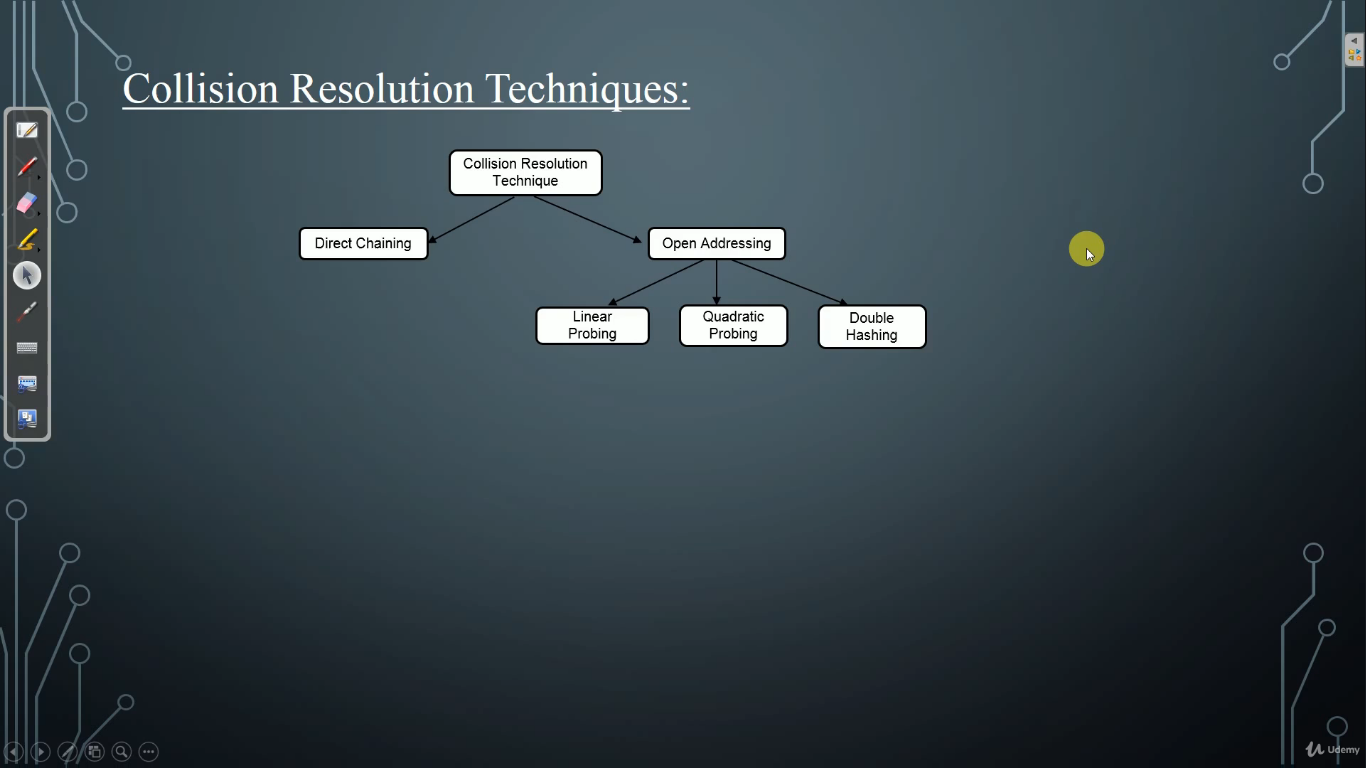 Collision Resolution Techniques:
Collision Resolution
Technique
Direct Chaining
Open Addressing
Linear
Probing
Quadratic
Probing
Double
Hashing
Udemy